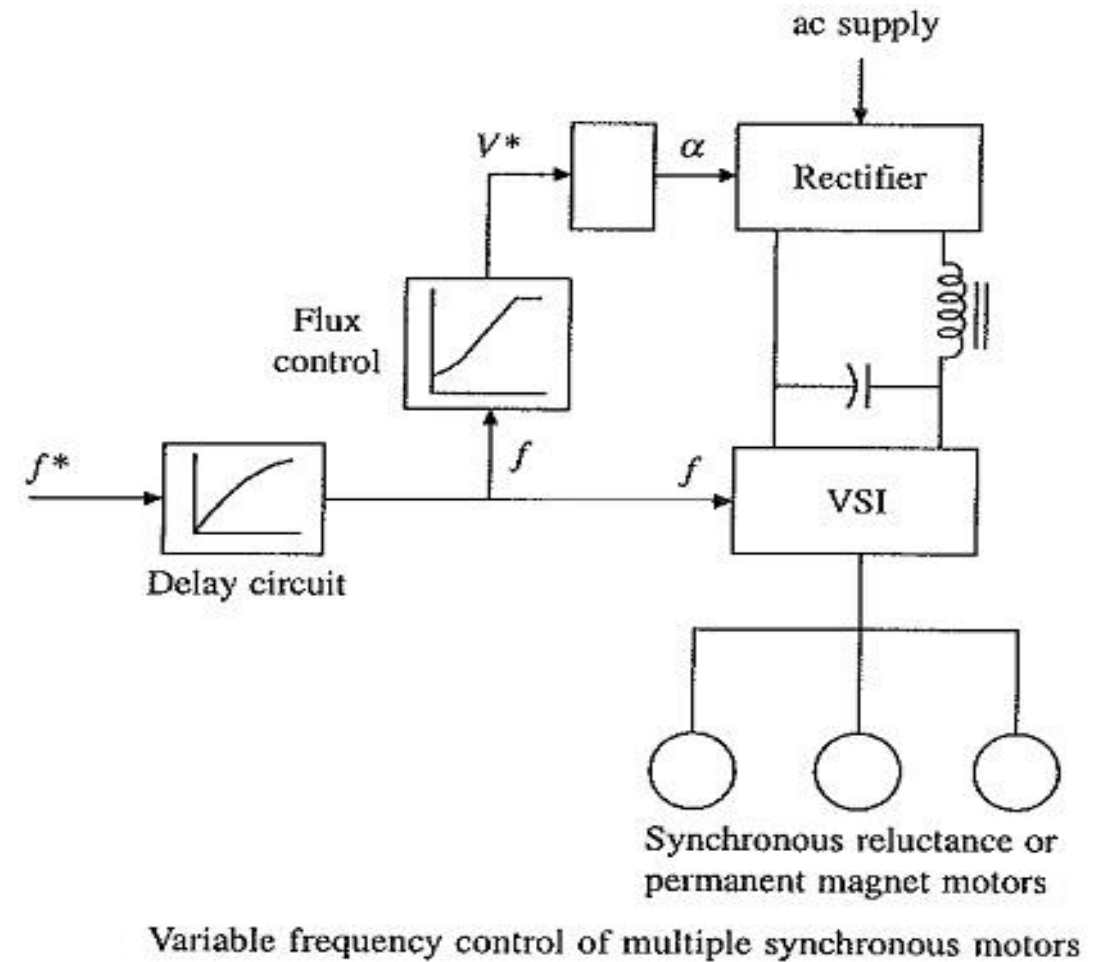 ac supply
V*
α
Rectifier
Flux
control
f*
f
f
VSI
Delay circuit
Synchronous reluctance or
permanent magnet motors
Variable frequency control of multiple synchronous motors